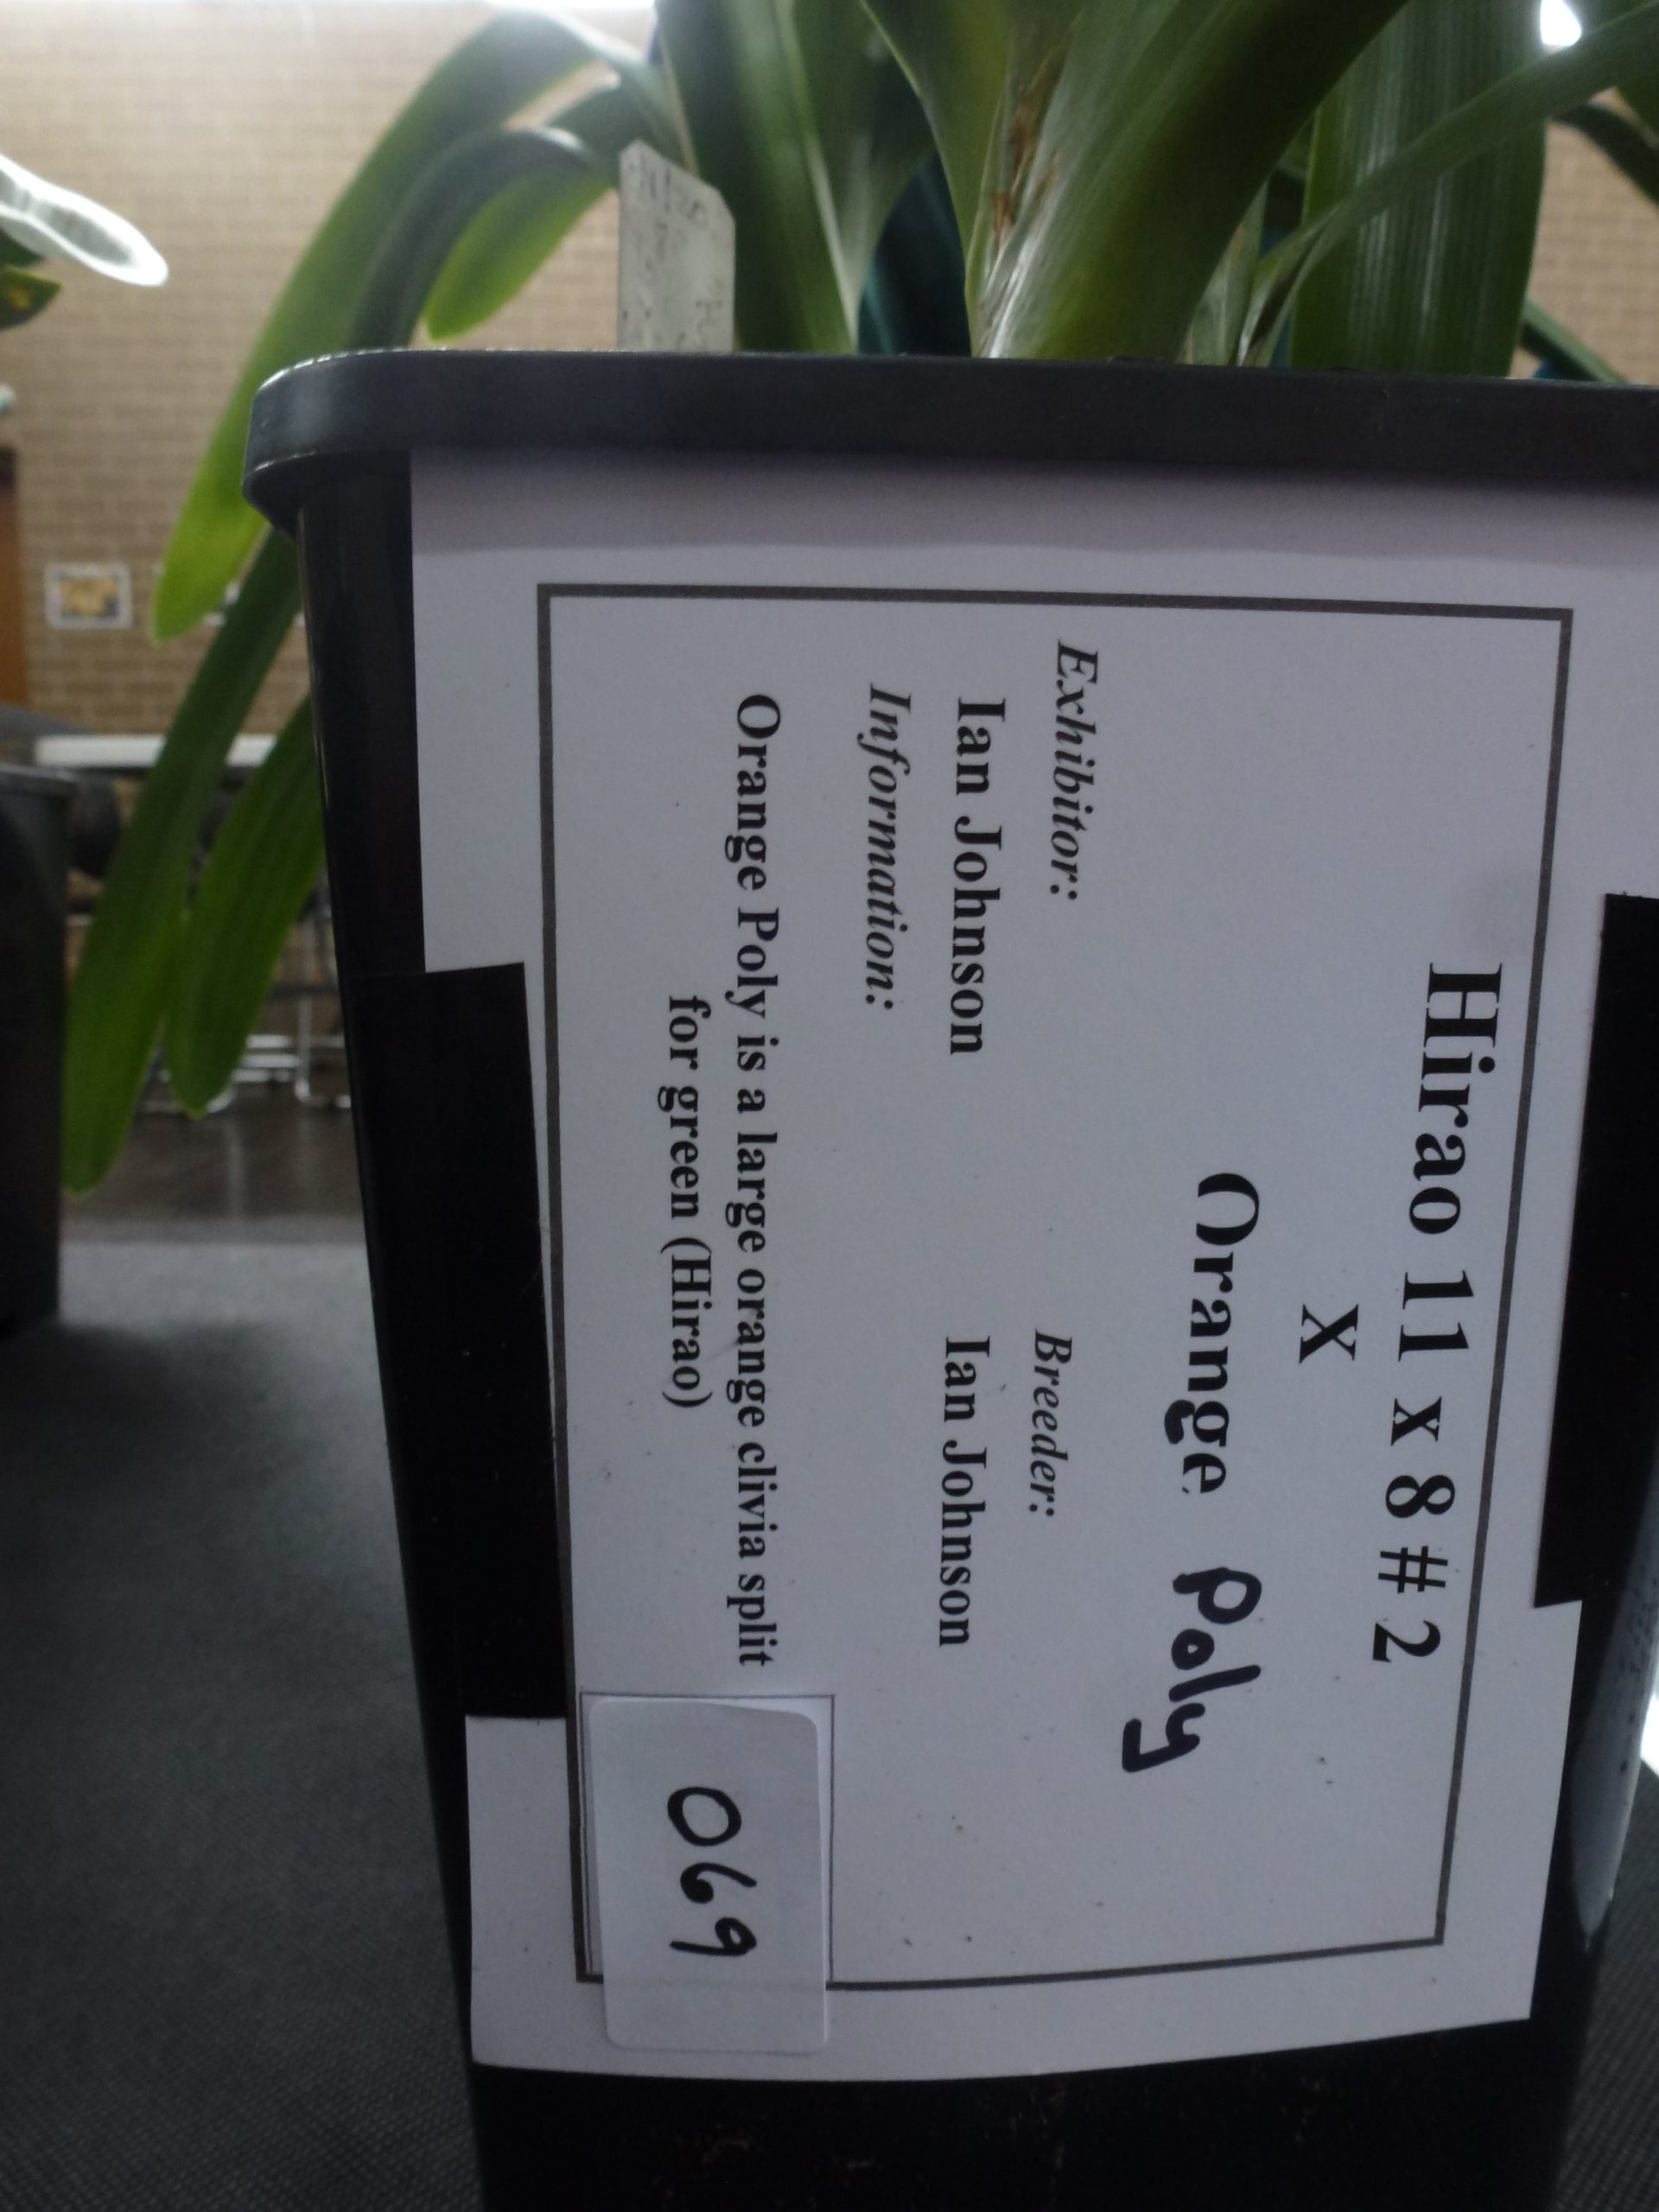 Hirao 11 x 8 # 2
X
Orange Poly
Exhibitor:
Breeder:
Ian Johnson
Ian Johnson
Information:
Orange Poly is a large orange clivia split
for green (Hirao)
069